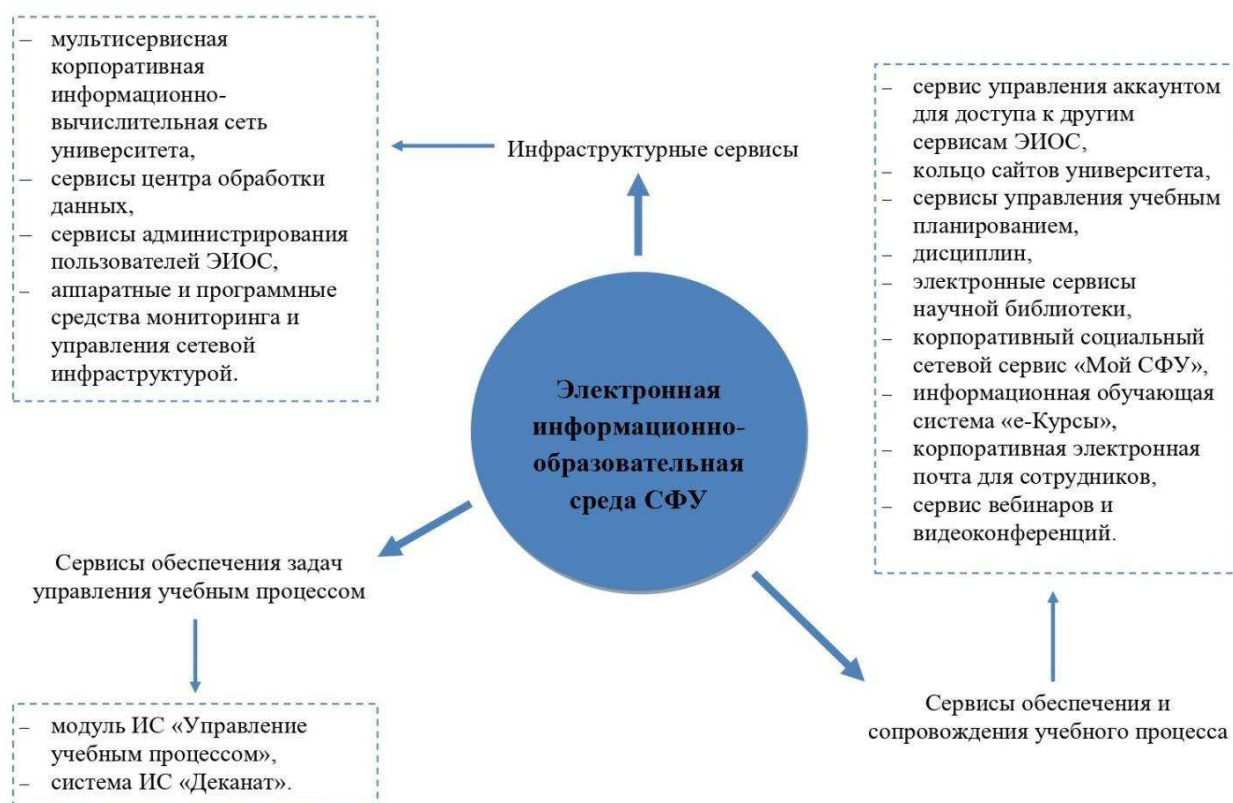 – мультисервисная
корпоративная
информационно-
вычислительная сеть
университета,
– сервисы центра обработки
данных,
– сервисы администрирования
пользователей ЭИОС,
– аппаратные и программные
средства мониторинга и
управления сетевой
инфраструктурой.
Инфраструктурные сервисы
– сервис управления аккаунтом
для доступа к другим
сервисам ЭИОС,
– кольцо сайтов университета,
– сервисы управления учебным
планированием,
– дисциплин,
– электронные сервисы
научной библиотеки,
– корпоративный социальный
сетевой сервис «Мой СФУ»,
– информационная обучающая
система «е-Курсы»,
– корпоративная электронная
почта для сотрудников,
– сервис вебинаров и
видеоконференций.
Электронная
информационно-
образовательная
среда СФУ
Сервисы обеспечения задач
управления учебным процессом
– модуль ИС «Управление
учебным процессом»,
– система ИС «Деканат».
Сервисы обеспечения и
сопровождения учебного процесса